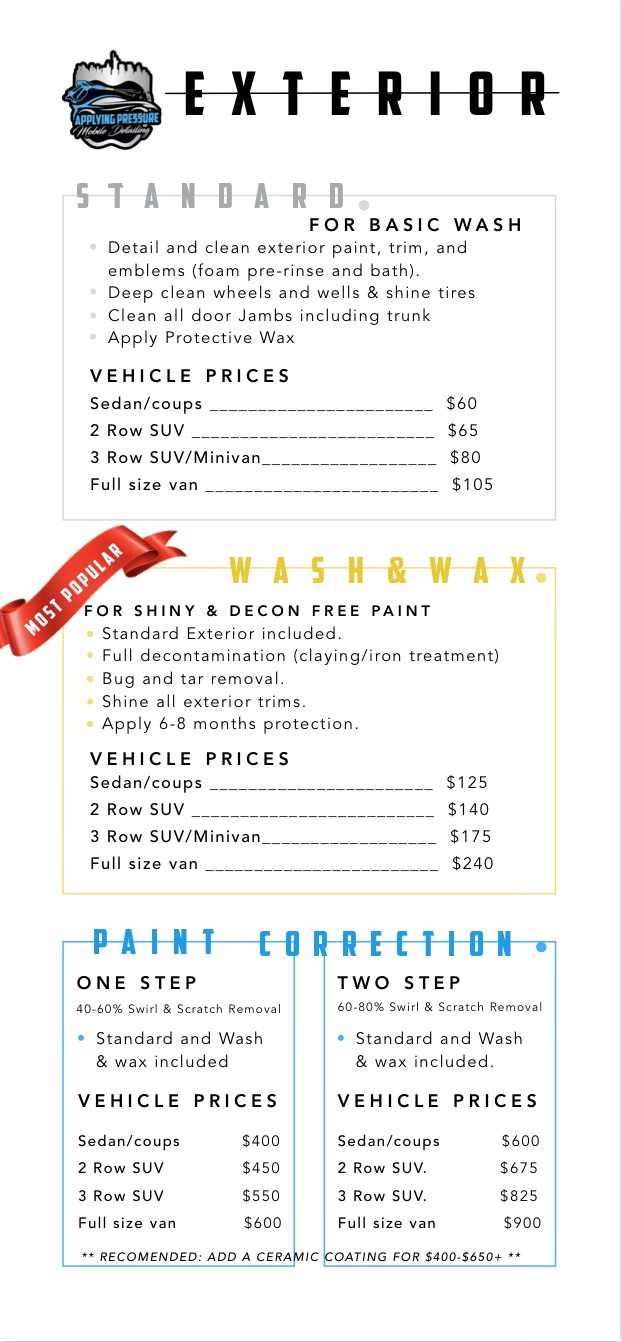 APPLYING PRESSURE
Mobile Detailing
EXTERIOR
STANDARD.
FOR BASIC WASH
• Detail and clean exterior paint, trim, and
emblems (foam pre-rinse and bath).
• Deep clean wheels and wells & shine tires
• Clean all door Jambs including trunk
• Apply Protective Wax
VEHICLE PRICES
Sedan/coups _______________________ $60
2 Row SUV _________________________ $65
3 Row SUV/Minivan__________________ $80
Full size van ________________________ $105
MOST POPULAR
WASH&WAX.
FOR SHINY & DECON FREE PAINT
• Standard Exterior included.
• Full decontamination (claying/iron treatment)
• Bug and tar removal.
• Shine all exterior trims.
• Apply 6-8 months protection.
VEHICLE PRICES
Sedan/coups _______________________ $125
2 Row SUV _________________________ $140
3 Row SUV/Minivan__________________ $175
Full size van ________________________ $240
PAINT CORRECTION.
ONE STEP
40-60% Swirl & Scratch Removal
• Standard and Wash
& wax included
VEHICLE PRICES
Sedan/coups $400
2 Row SUV $450
3 Row SUV $550
Full size van $600
TWO STEP
60-80% Swirl & Scratch Removal
• Standard and Wash
& wax included.
VEHICLE PRICES
Sedan/coups $600
2 Row SUV. $675
3 Row SUV. $825
Full size van $900
** RECOMENDED: ADD A CERAMIC COATING FOR $400-$650+ **